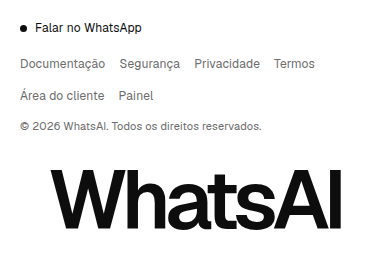 Falar no WhatsApp
Documentação Segurança Privacidade Termos
Área do cliente Painel
© 2026 WhatsAI. Todos os direitos reservados.
WhatsAI